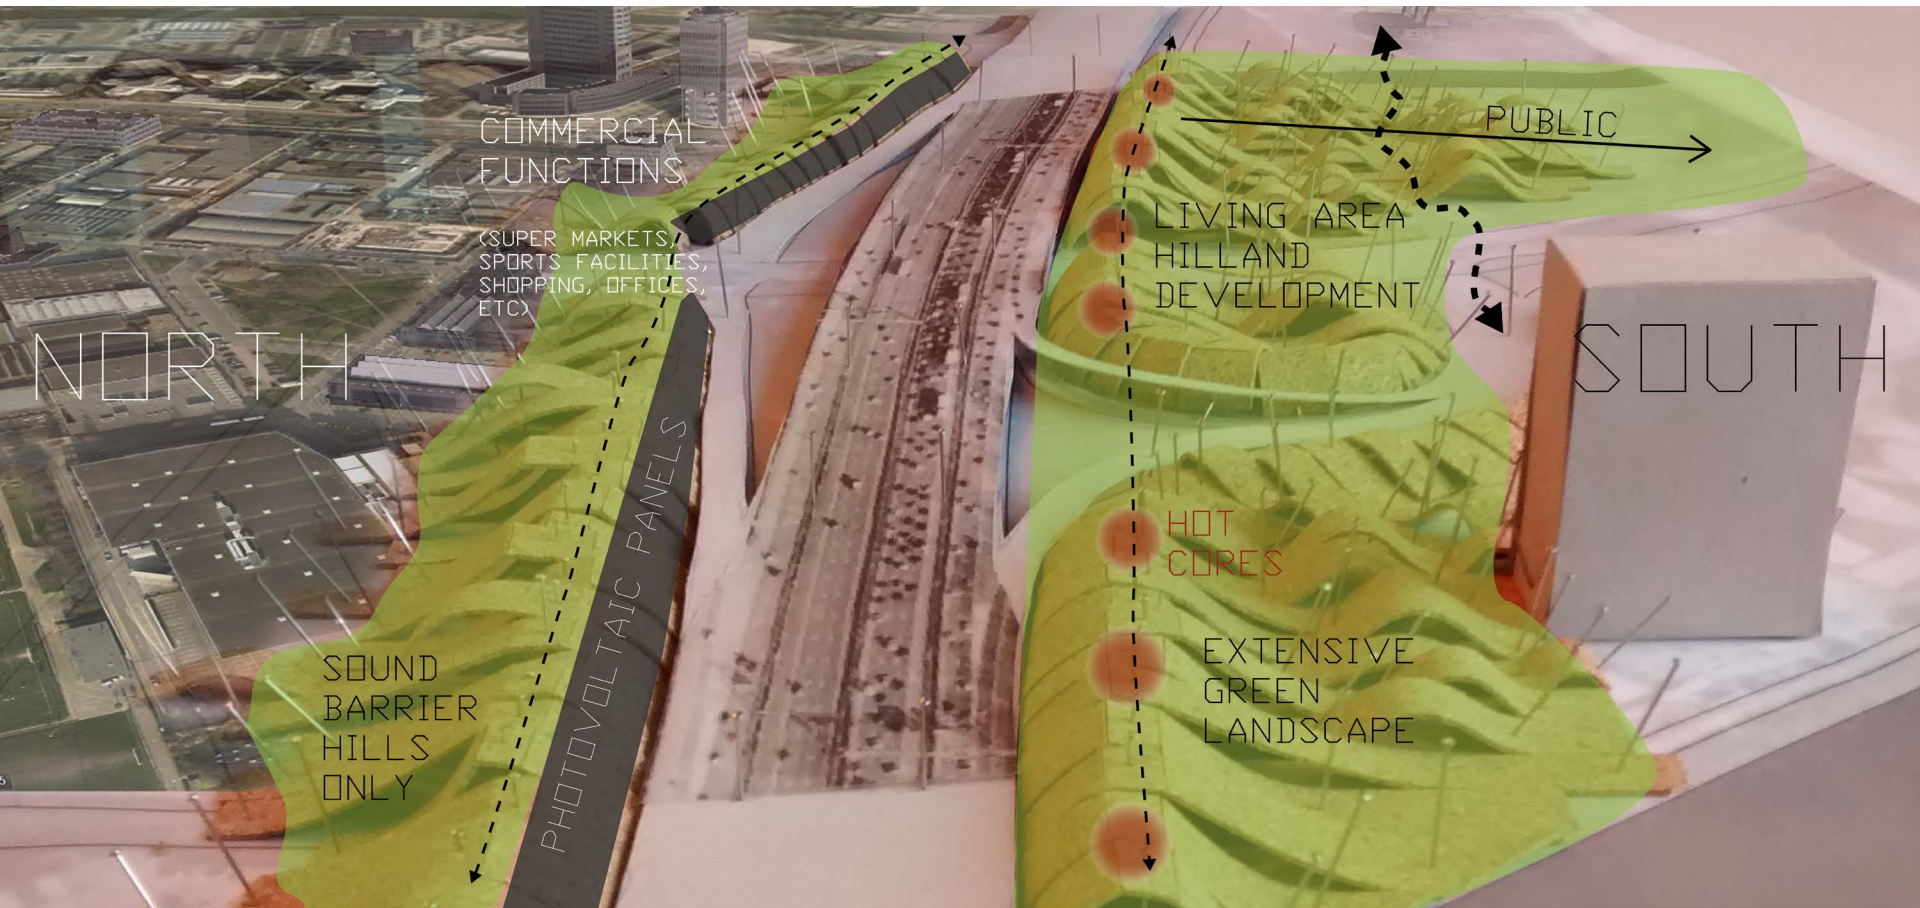 COMMERCIAL
FUNCTIONS
(SUPER MARKETS,
SPORTS FACILITIES,
SHOPPING, OFFICES,
ETC)
NORTH
SOUND
BARRIER
HILLS
ONLY
PHOTOVOLTAIC PANELS
PUBLIC
LIVING AREA
HILLAND
DEVELOPMENT
SOUTH
HOT
CORES
EXTENSIVE
GREEN
LANDSCAPE